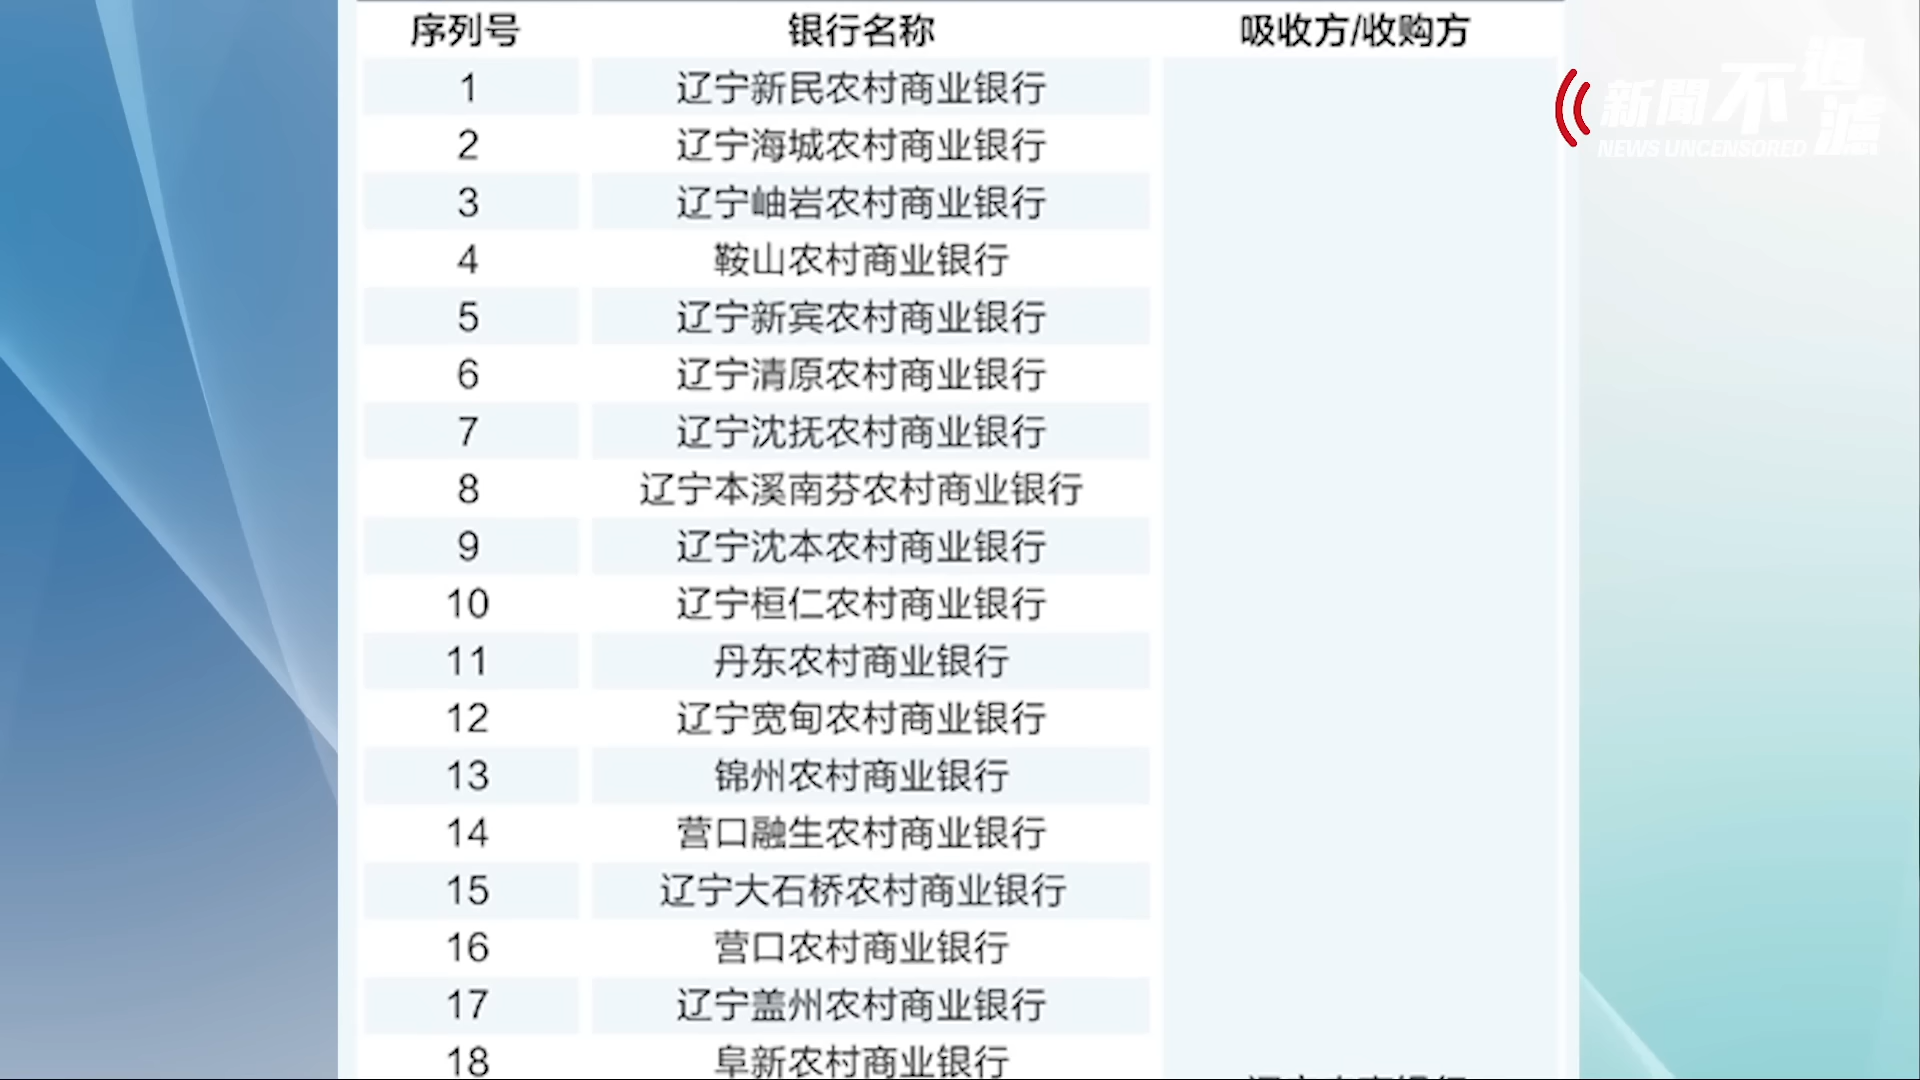 序列号 银行名称 吸收方/收购方
1 辽宁新民农村商业银行
2 辽宁海城农村商业银行
3 辽宁岫岩农村商业银行
4 鞍山农村商业银行
5 辽宁新宾农村商业银行
6 辽宁清原农村商业银行
7 辽宁沈抚农村商业银行
8 辽宁本溪南芬农村商业银行
9 辽宁沈本农村商业银行
10 辽宁桓仁农村商业银行
11 丹东农村商业银行
12 辽宁宽甸农村商业银行
13 锦州农村商业银行
14 营口融生农村商业银行
15 辽宁大石桥农村商业银行
16 营口农村商业银行
17 辽宁盖州农村商业银行
18 阜新农村商业银行
新聞不過濾
NEWS UNCENSORED